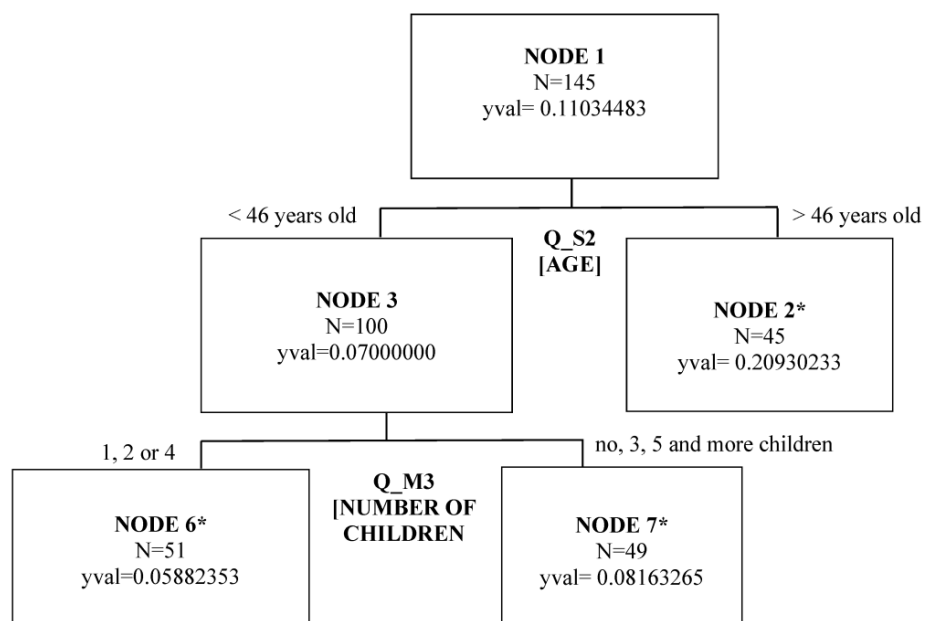 NODE 1
N=145
yval= 0.11034483
< 46 years old
> 46 years old
Q_S2
[AGE]
NODE 3
N=100
yval=0.07000000
NODE 2*
N=45
yval= 0.20930233
1, 2 or 4
no, 3, 5 and more children
Q_M3
[NUMBER OF
CHILDREN
NODE 6*
N=51
yval=0.05882353
NODE 7*
N=49
yval= 0.08163265